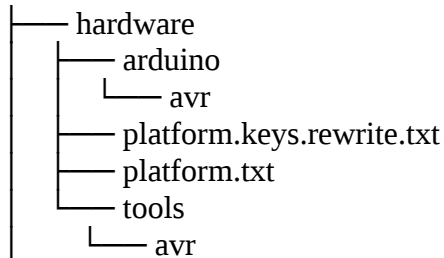 hardware
arduino
avr
platform.keys.rewrite.txt
platform.txt
tools
avr